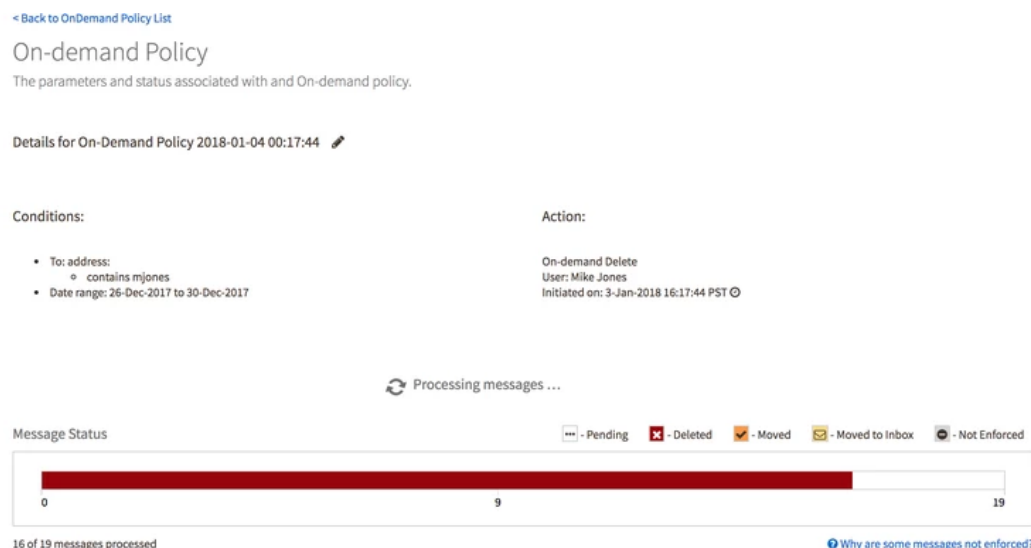 < Back to OnDemand Policy List
On-demand Policy
The parameters and status associated with and On-demand policy.
Details for On-Demand Policy 2018-01-04 00:17:44
Conditions:
Action:
• To: address:
contains mjones
• Date range: 26-Dec-2017 to 30-Dec-2017
On-demand Delete
User: Mike Jones
Initiated on: 3-Jan-2018 16:17:44 PST
Processing messages ...
Message Status
- Pending - Deleted - Moved - Moved to Inbox - Not Enforced
0 9 19
16 of 19 messages processed
Why are some messages not enforced?